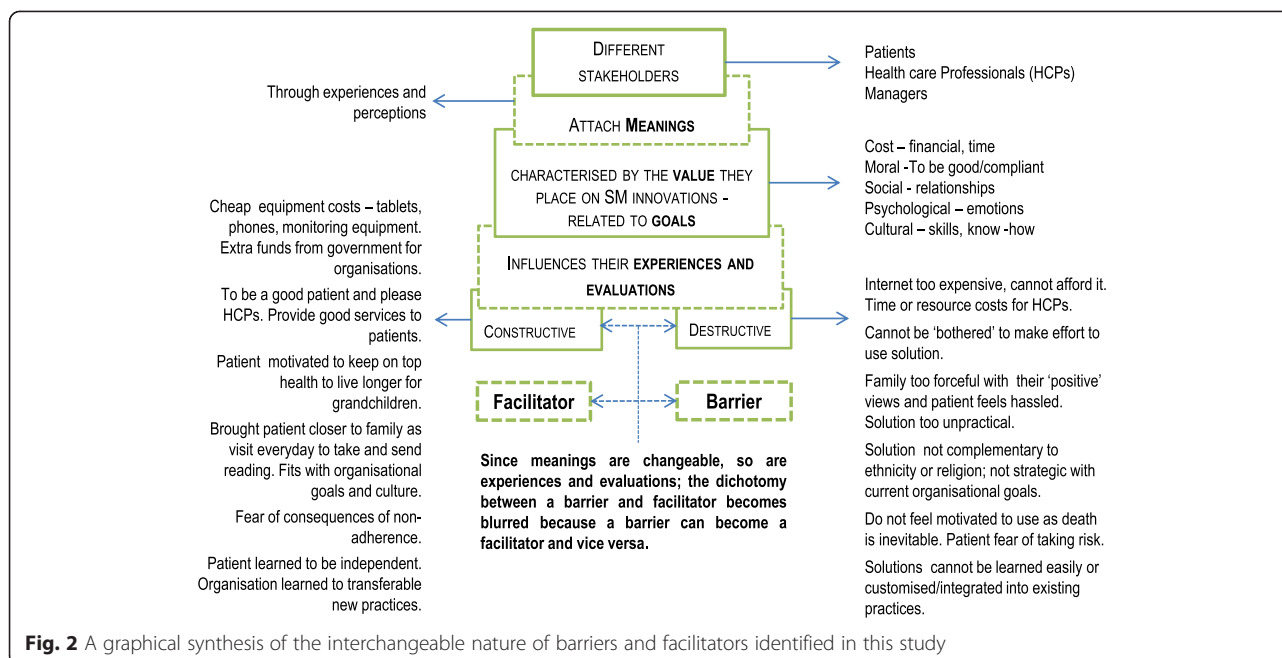 DIFFERENT
STAKEHOLDERS
Patients
Health care Professionals (HCPs)
Managers
Through experiences and
perceptions
ATTACH MEANINGS
CHARACTERISED BY THE VALUE THEY
PLACE ON SM INNOVATIONS -
RELATED TO GOALS
Cost – financial, time
Moral -To be good/compliant
Social - relationships
Psychological – emotions
Cultural – skills, know -how
INFLUENCES THEIR EXPERIENCES AND
EVALUATIONS
CONSTRUCTIVE
DESTRUCTIVE
Cheap equipment costs – tablets,
phones, monitoring equipment.
Extra funds from government for
organisations.
To be a good patient and please
HCPs. Provide good services to
patients.
Patient motivated to keep on top
health to live longer for
grandchildren.
Brought patient closer to family as
visit everyday to take and send
reading. Fits with organisational
goals and culture.
Fear of consequences of non-
adherence.
Patient learned to be independent.
Organisation learned to transferable
new practices.
Internet too expensive, cannot afford it.
Time or resource costs for HCPs.
Cannot be ‘bothered’ to make effort to
use solution.
Family too forceful with their ‘positive’
views and patient feels hassled.
Solution too unpractical.
Solution not complementary to
ethnicity or religion; not strategic with
current organisational goals.
Do not feel motivated to use as death
is inevitable. Patient fear of taking risk.
Solutions cannot be learned easily or
customised/integrated into existing
practices.
Facilitator
Barrier
Since meanings are changeable, so are
experiences and evaluations; the dichotomy
between a barrier and facilitator becomes
blurred because a barrier can become a
facilitator and vice versa.
Fig. 2 A graphical synthesis of the interchangeable nature of barriers and facilitators identified in this study